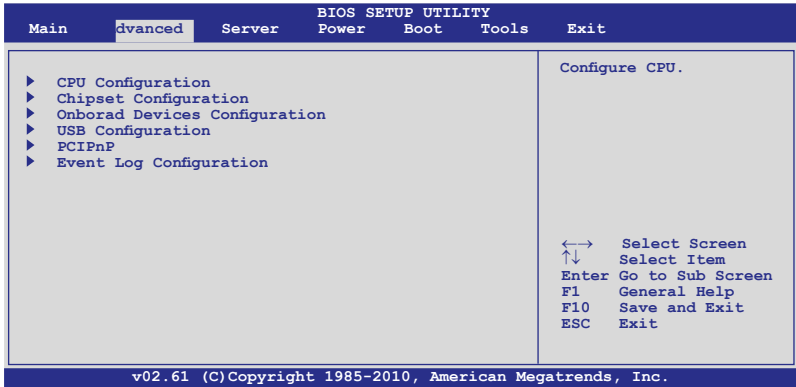 BIOS SETUP UTILITY
Main dvanced Server Power Boot Tools Exit
CPU Configuration
Chipset Configuration
Onborad Devices Configuration
USB Configuration
PCIPnP
Event Log Configuration
Configure CPU.
←→ Select Screen
↑↓ Select Item
Enter Go to Sub Screen
F1 General Help
F10 Save and Exit
ESC Exit
v02.61 (C)Copyright 1985-2010, American Megatrends, Inc.